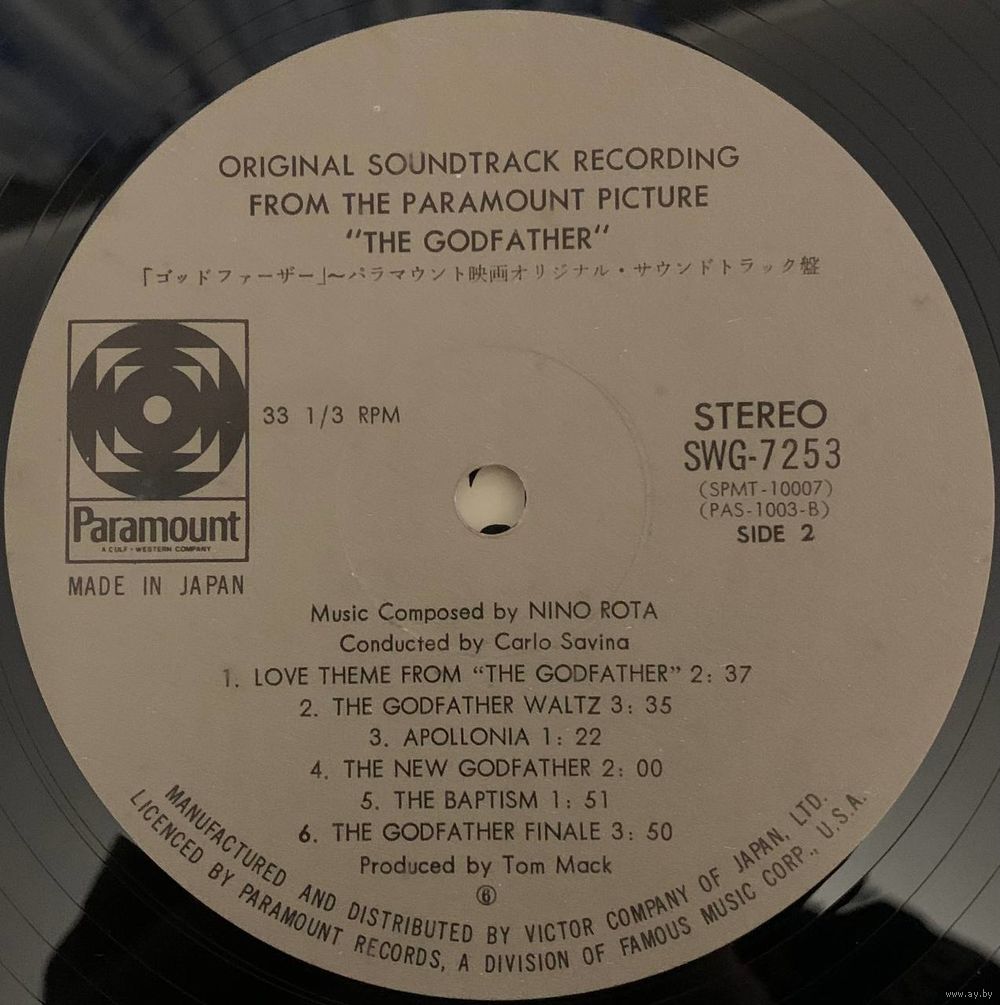 ORIGINAL SOUNDTRACK RECORDING
FROM THE PARAMOUNT PICTURE
"THE GODFATHER"
「ゴッドファーザー」〜パラマウント映画オリジナル・サウンドトラック盤
33 1/3 RPM
STEREO
SWG-7253
(SPMT-10007)
(PAS-1003-B)
SIDE 2
Paramount
A GULF+WESTERN COMPANY
MADE IN JAPAN
Music Composed by NINO ROTA
Conducted by Carlo Savina
1. LOVE THEME FROM “THE GODFATHER” 2: 37
2. THE GODFATHER WALTZ 3: 35
3. APOLLONIA 1: 22
4. THE NEW GODFATHER 2: 00
5. THE BAPTISM 1: 51
6. THE GODFATHER FINALE 3: 50
Produced by Tom Mack
⑥
MANUFACTURED AND DISTRIBUTED BY VICTOR COMPANY OF JAPAN, LTD.
LICENCED BY PARAMOUNT RECORDS, A DIVISION OF FAMOUS MUSIC CORP., U.S.A.
www.ay.by